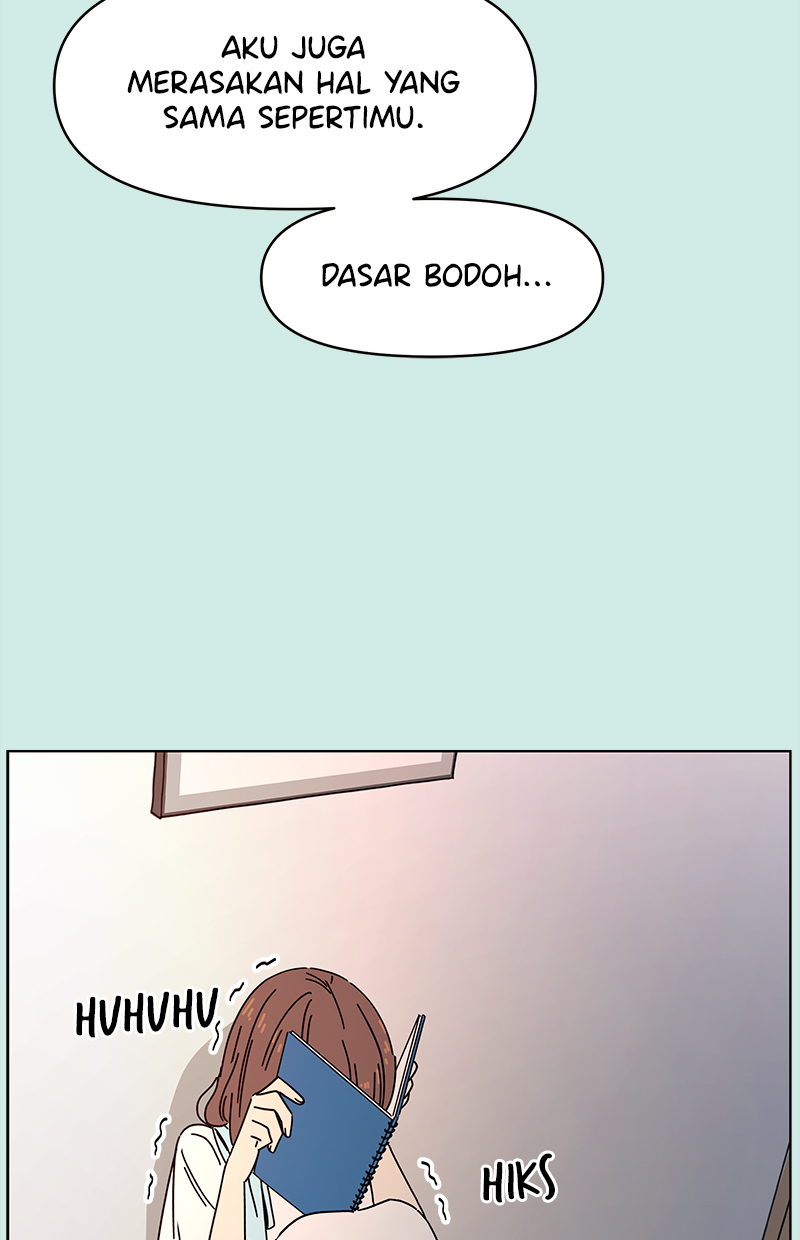 AKU JUGA
MERASAKAN HAL YANG
SAMA SEPERTIMU.
DASAR BODOH...
HUHUHU
HIKS